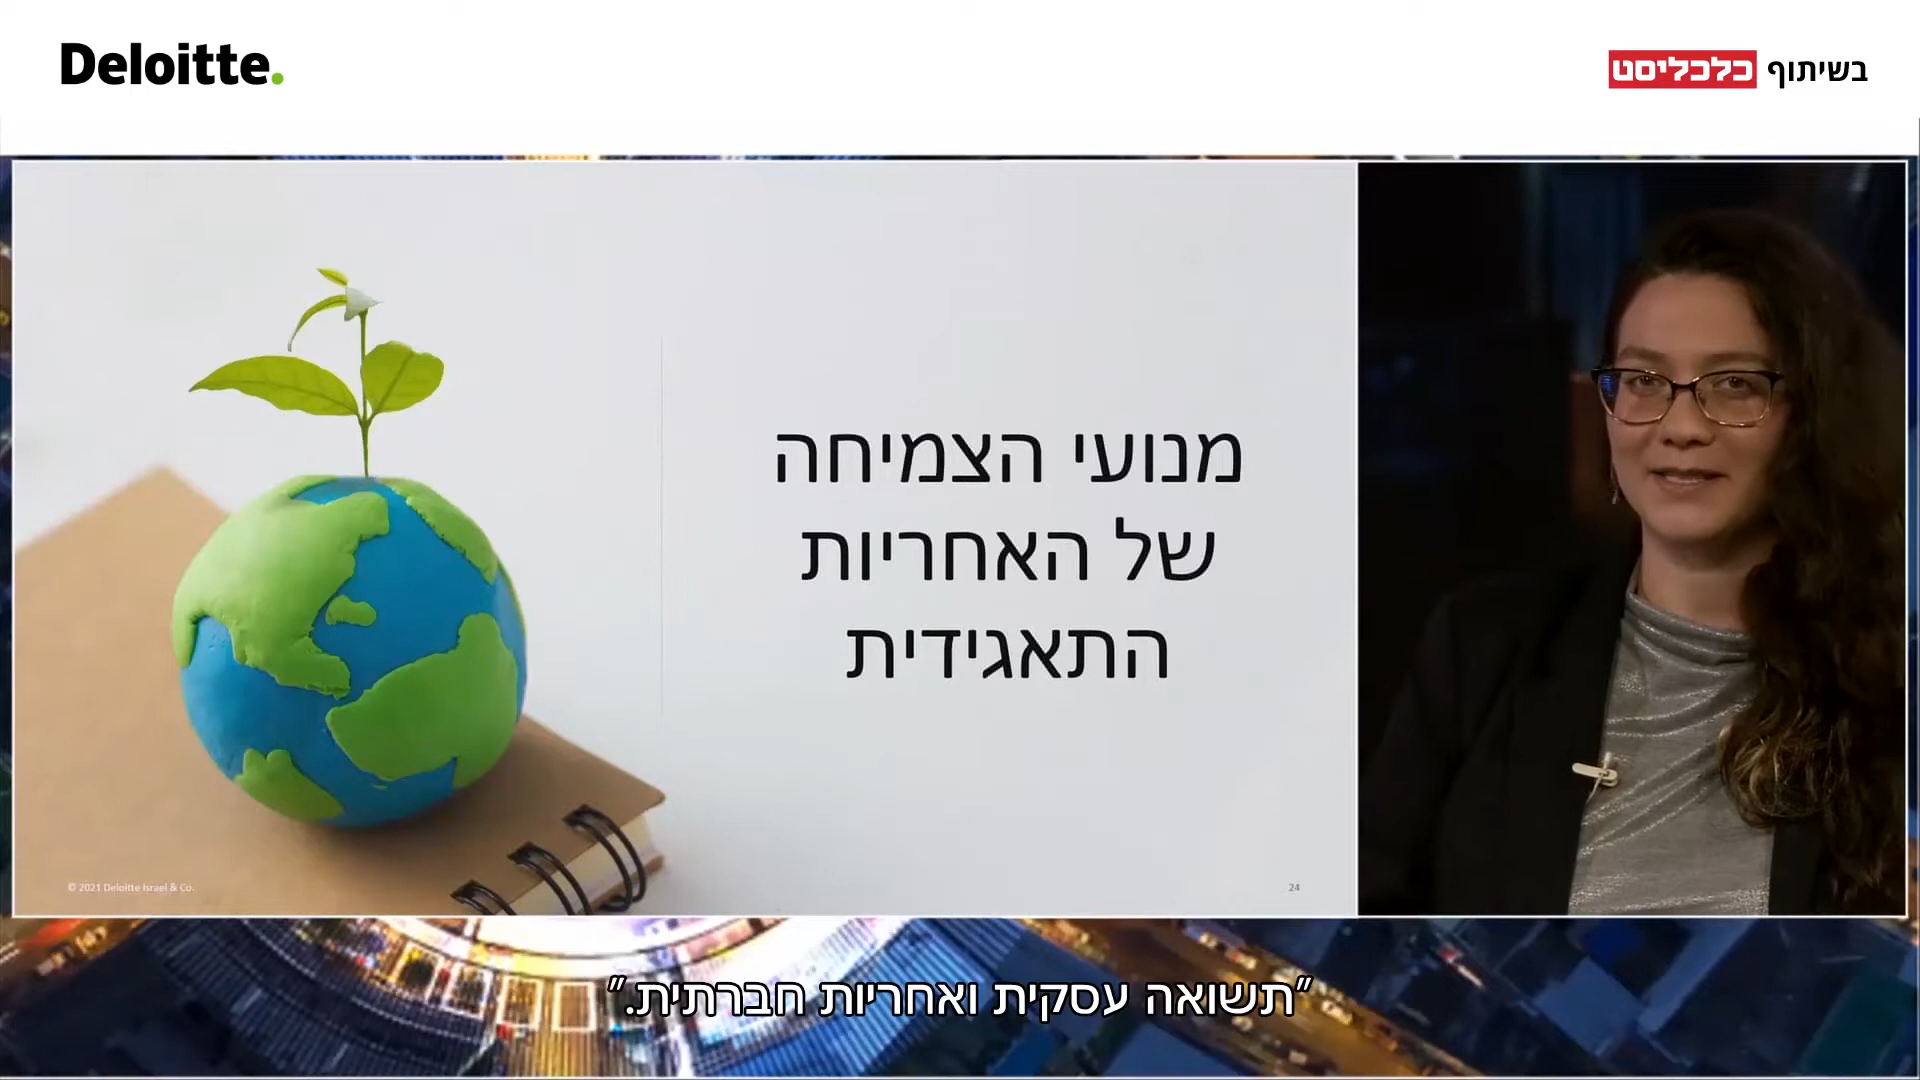 Deloitte.
בשיתוף כלכליסט
מנועי הצמיחה
של האחריות
התאגידית
© 2021 Deloitte Israel & Co.
24
"תשואה עסקית ואחריות חברתית."